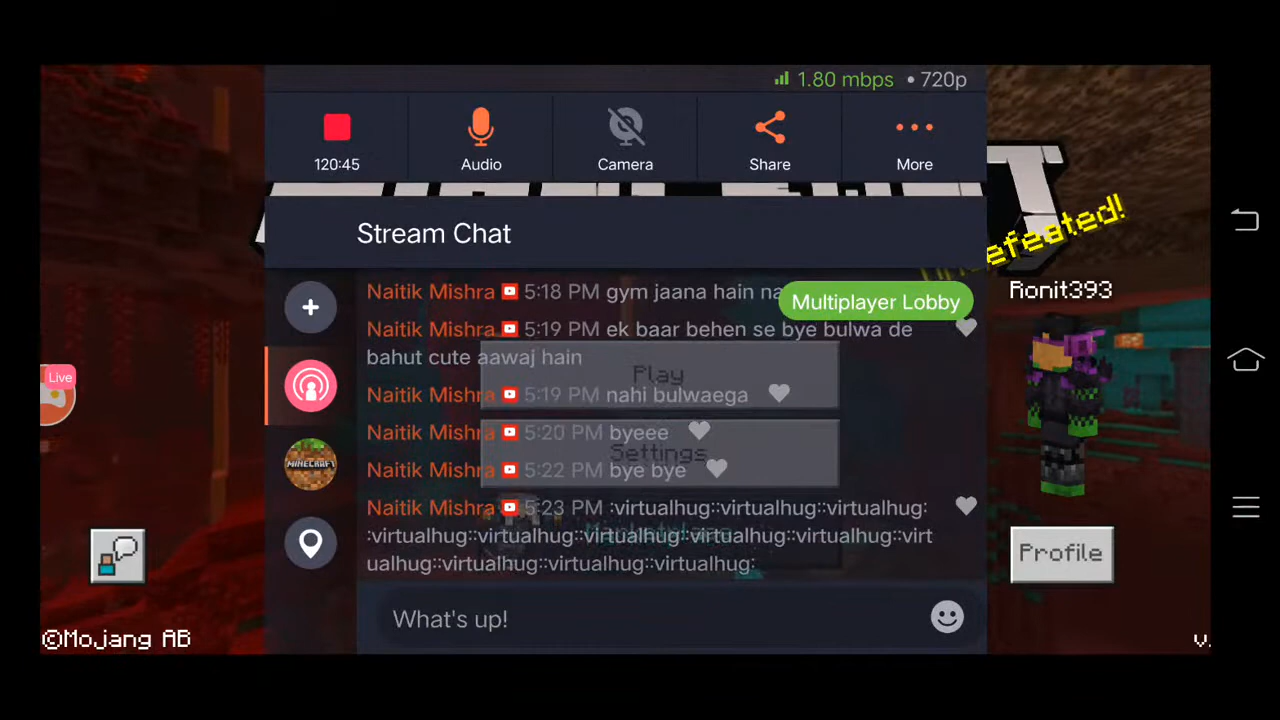 1.80 mbps • 720p
120:45
Audio
Camera
Share
More
Stream Chat
efeated!
Ronit393
Naitik Mishra 5:18 PM gym jaana hain na
Multiplayer Lobby
Naitik Mishra 5:19 PM ek baar behen se bye bulwa de
bahut cute aawaj hain
Live
Play
Naitik Mishra 5:19 PM nahi bulwaega
Naitik Mishra 5:20 PM byeee
Settings
Naitik Mishra 5:22 PM bye bye
MINECRAFT
Naitik Mishra 5:23 PM :virtualhug::virtualhug::virtualhug:
:virtualhug::virtualhug::virtualhug::virtualhug::virtualhug::virt
ualhug::virtualhug::virtualhug::virtualhug:
Marketplace
Profile
What's up!
©Mojang AB
v.